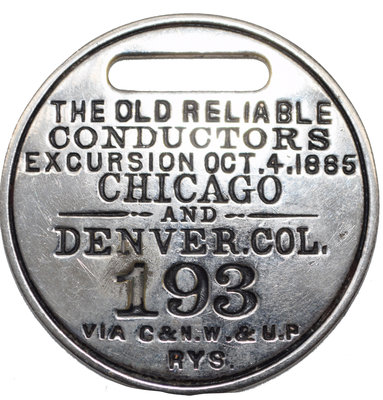 THE OLD RELIABLE
CONDUCTORS
EXCURSION OCT. 4. 1885
CHICAGO
AND
DENVER. COL.
193
VIA C & N. W. & U. P
RYS.